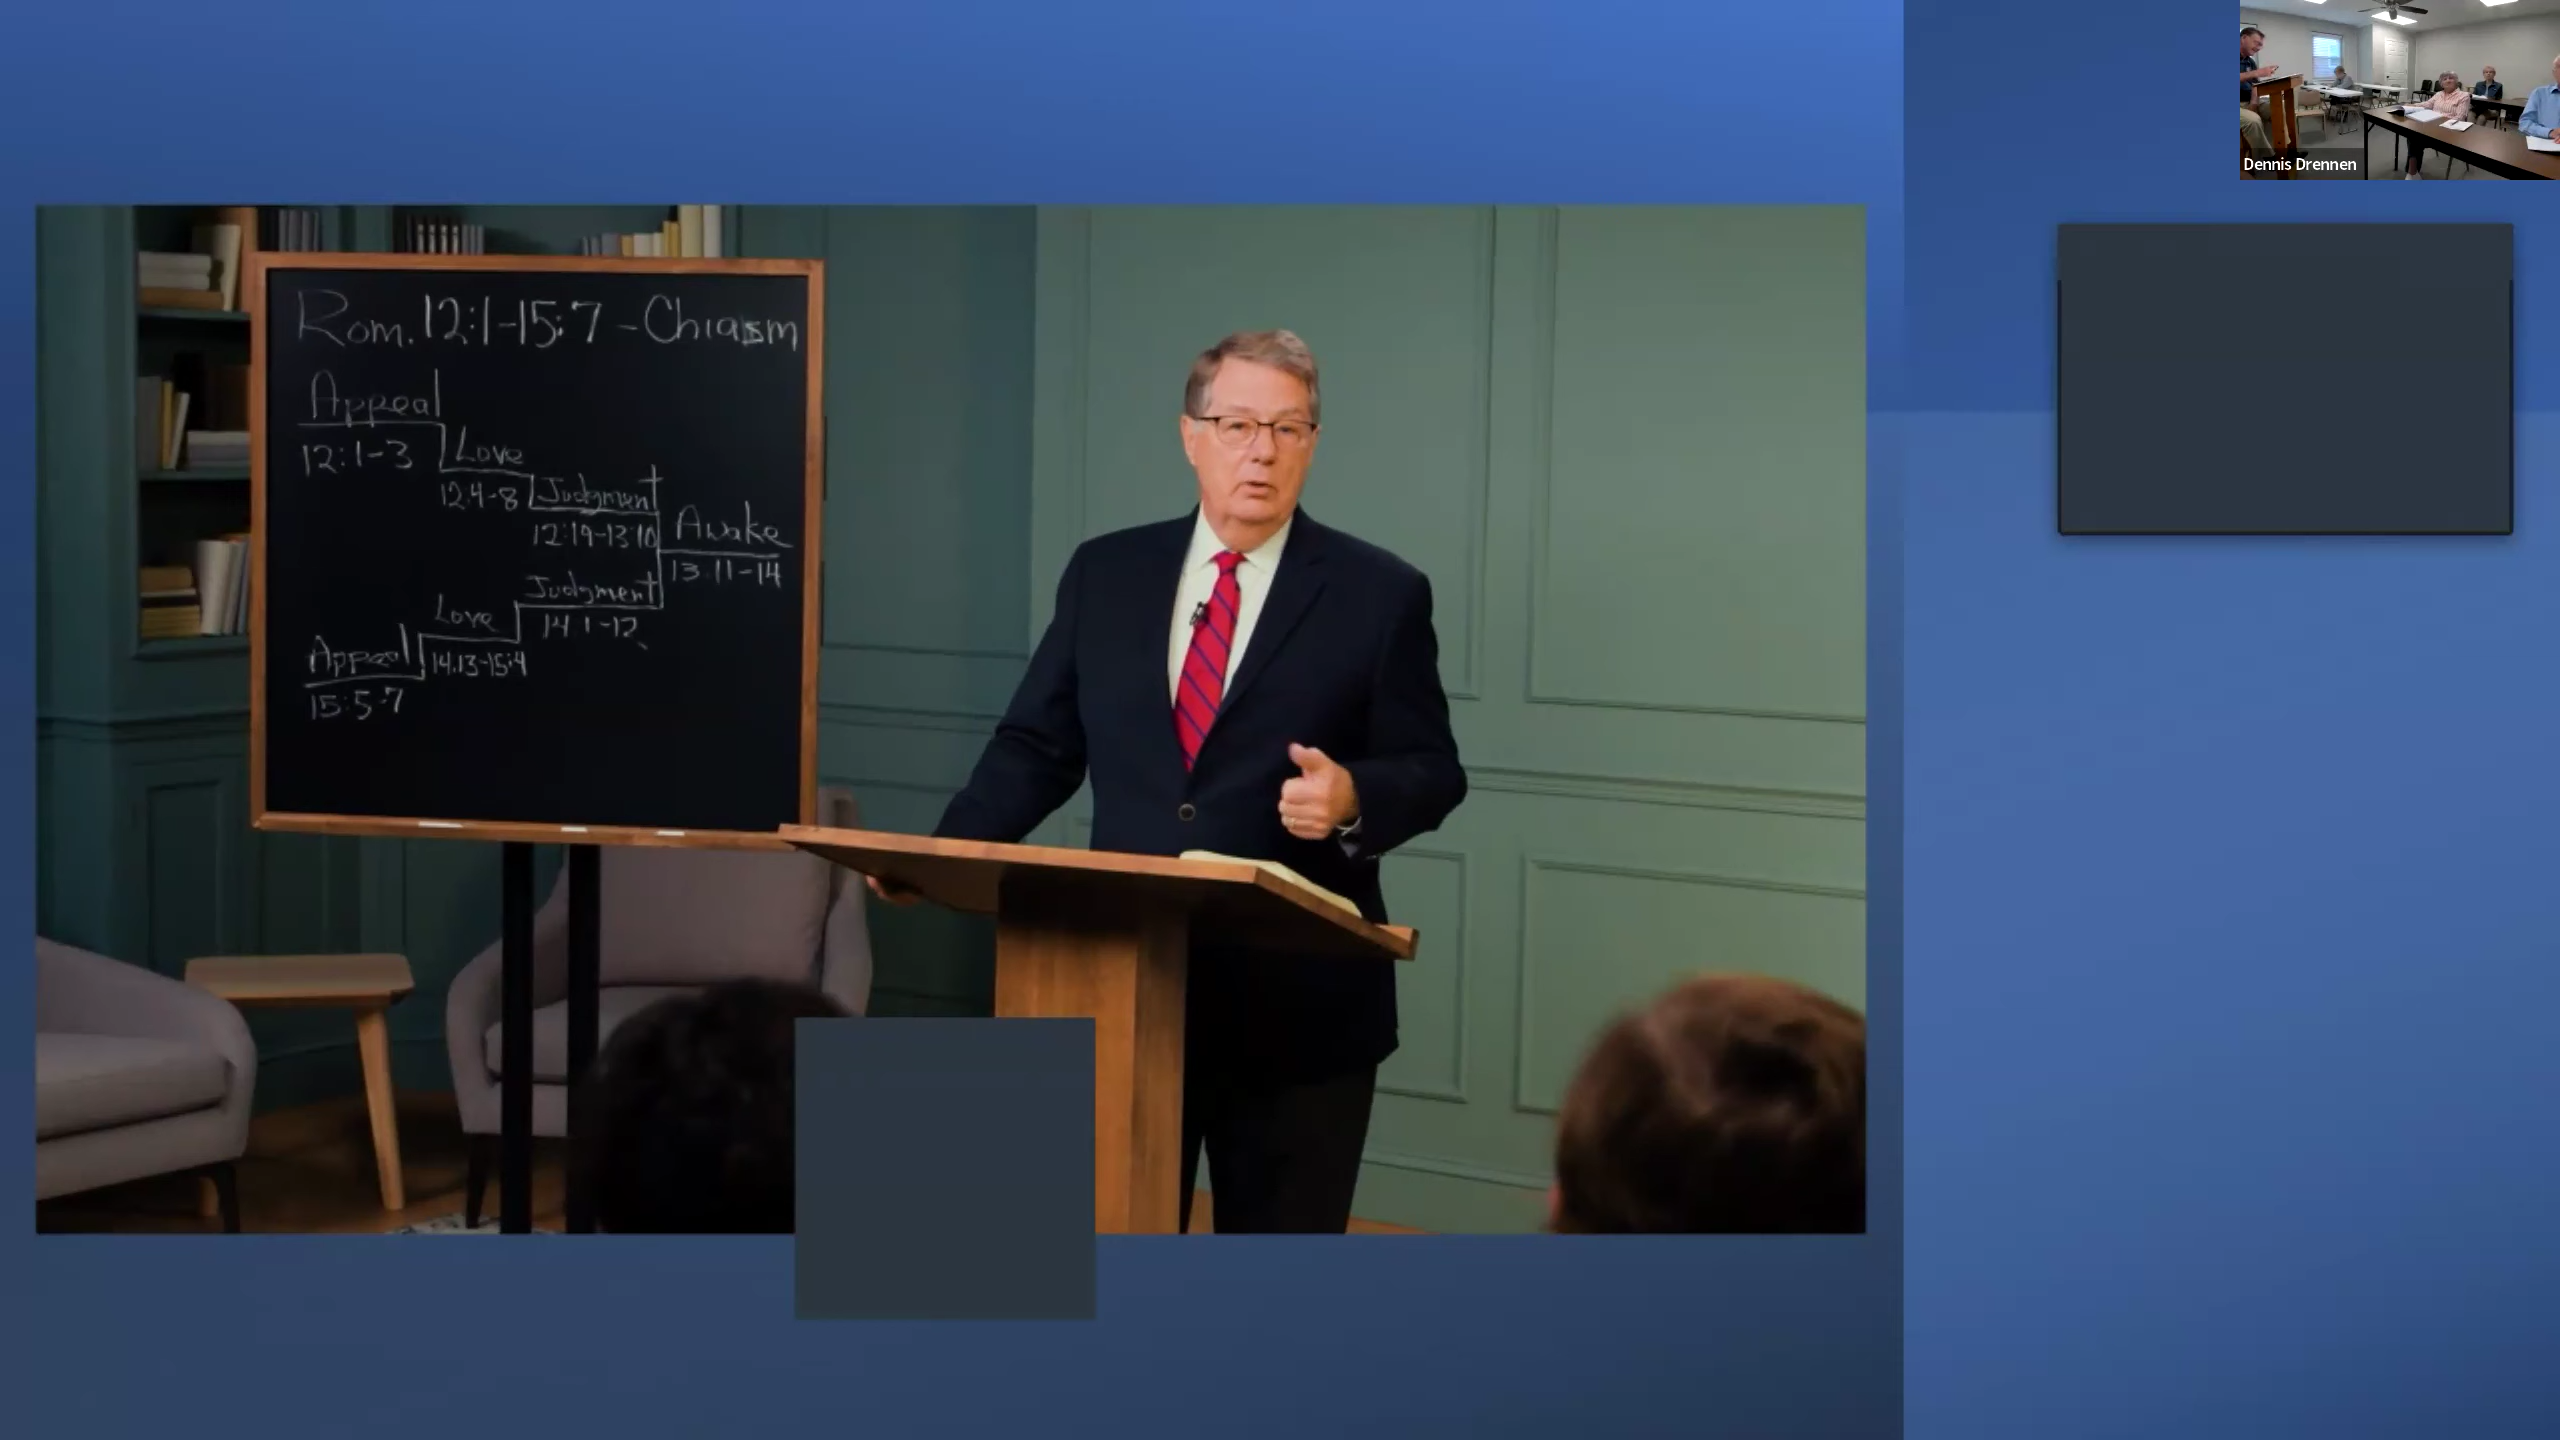 Rom. 12:1-15:7 - Chiasm
Appeal
12:1-3
Love
12:4-8
Judgment
12:19-13:10
Awake
13:11-14
Judgment
14:1-12
Love
14:13-15:4
Appeal
15:5-7
Dennis Drennen